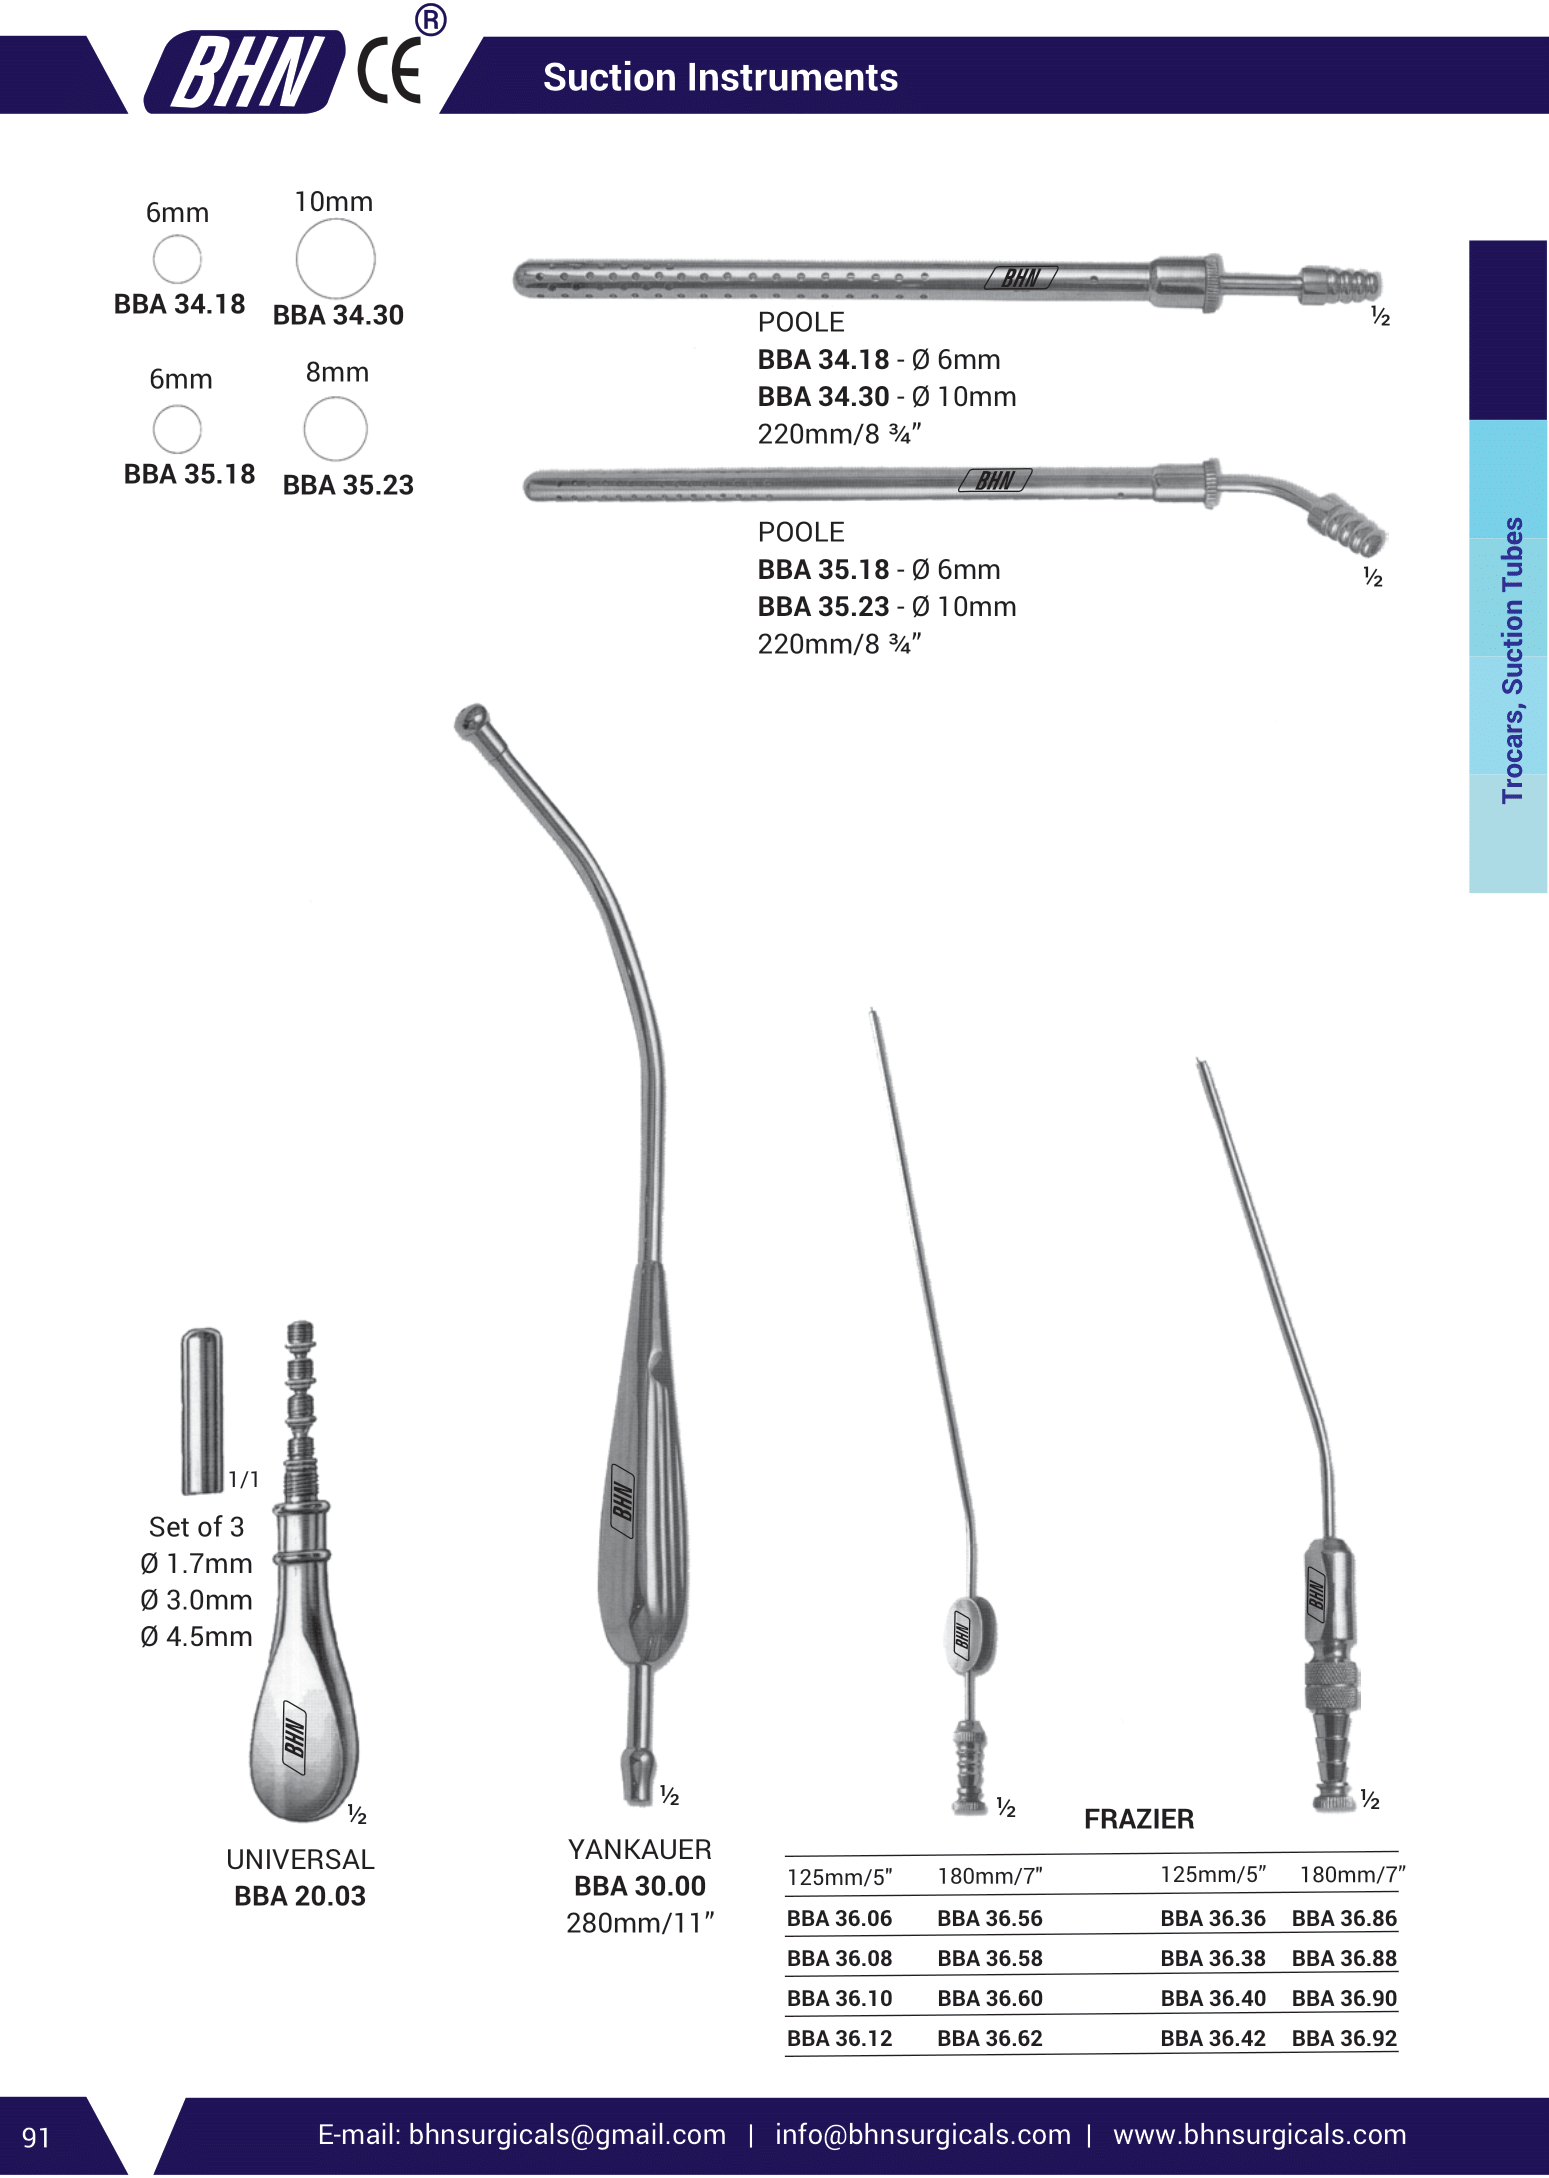 BHN CE ®
Suction Instruments
6mm
10mm
BBA 34.18
BBA 34.30
6mm
8mm
BBA 35.18
BBA 35.23
BHN
½
POOLE
BBA 34.18 - Ø 6mm
BBA 34.30 - Ø 10mm
220mm/8 ¾”
BHN
½
POOLE
BBA 35.18 - Ø 6mm
BBA 35.23 - Ø 10mm
220mm/8 ¾”
Trocars, Suction Tubes
1/1
Set of 3
Ø 1.7mm
Ø 3.0mm
Ø 4.5mm
BHN
½
UNIVERSAL
BBA 20.03
BHN
½
YANKAUER
BBA 30.00
280mm/11”
BHN
½
BHN
½
FRAZIER
125mm/5" 180mm/7" 125mm/5” 180mm/7”
BBA 36.06 BBA 36.56 BBA 36.36 BBA 36.86
BBA 36.08 BBA 36.58 BBA 36.38 BBA 36.88
BBA 36.10 BBA 36.60 BBA 36.40 BBA 36.90
BBA 36.12 BBA 36.62 BBA 36.42 BBA 36.92
91
E-mail: bhnsurgicals@gmail.com | info@bhnsurgicals.com | www.bhnsurgicals.com